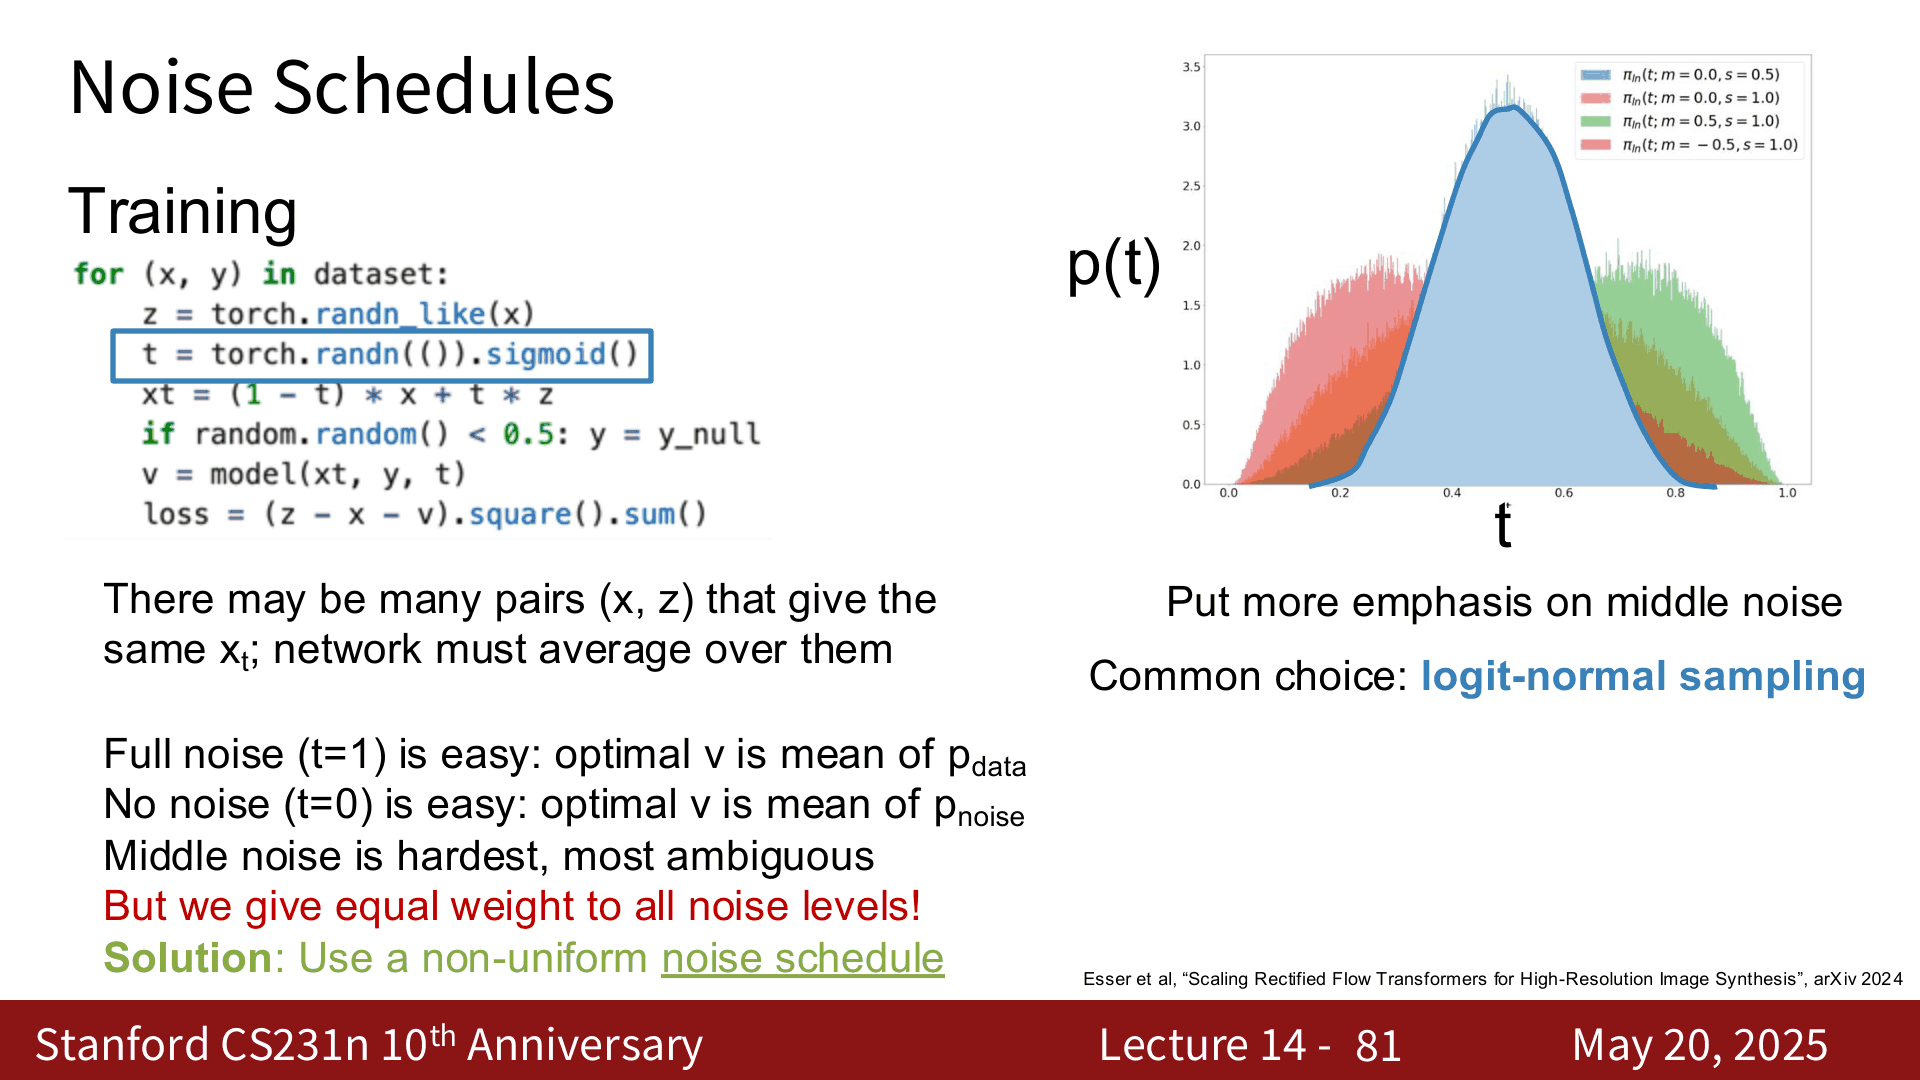 Noise Schedules
Training
for (x, y) in dataset:
z = torch.randn_like(x)
t = torch.randn(()).sigmoid()
xt = (1 - t) * x + t * z
if random.random() < 0.5: y = y_null
v = model(xt, y, t)
loss = (z - x - v).square().sum()
There may be many pairs (x, z) that give the
same xₜ; network must average over them
Full noise (t=1) is easy: optimal v is mean of p_data
No noise (t=0) is easy: optimal v is mean of p_noise
Middle noise is hardest, most ambiguous
But we give equal weight to all noise levels!
Solution: Use a non-uniform noise schedule
p(t)
3.5
3.0
2.5
2.0
1.5
1.0
0.5
0.0
0.0 0.2 0.4 0.6 0.8 1.0
t
π_ln(t; m = 0.0, s = 0.5)
π_ln(t; m = 0.0, s = 1.0)
π_ln(t; m = 0.5, s = 1.0)
π_ln(t; m = − 0.5, s = 1.0)
Put more emphasis on middle noise
Common choice: logit-normal sampling
Esser et al, “Scaling Rectified Flow Transformers for High-Resolution Image Synthesis”, arXiv 2024
Stanford CS231n 10th Anniversary
Lecture 14 - 81
May 20, 2025